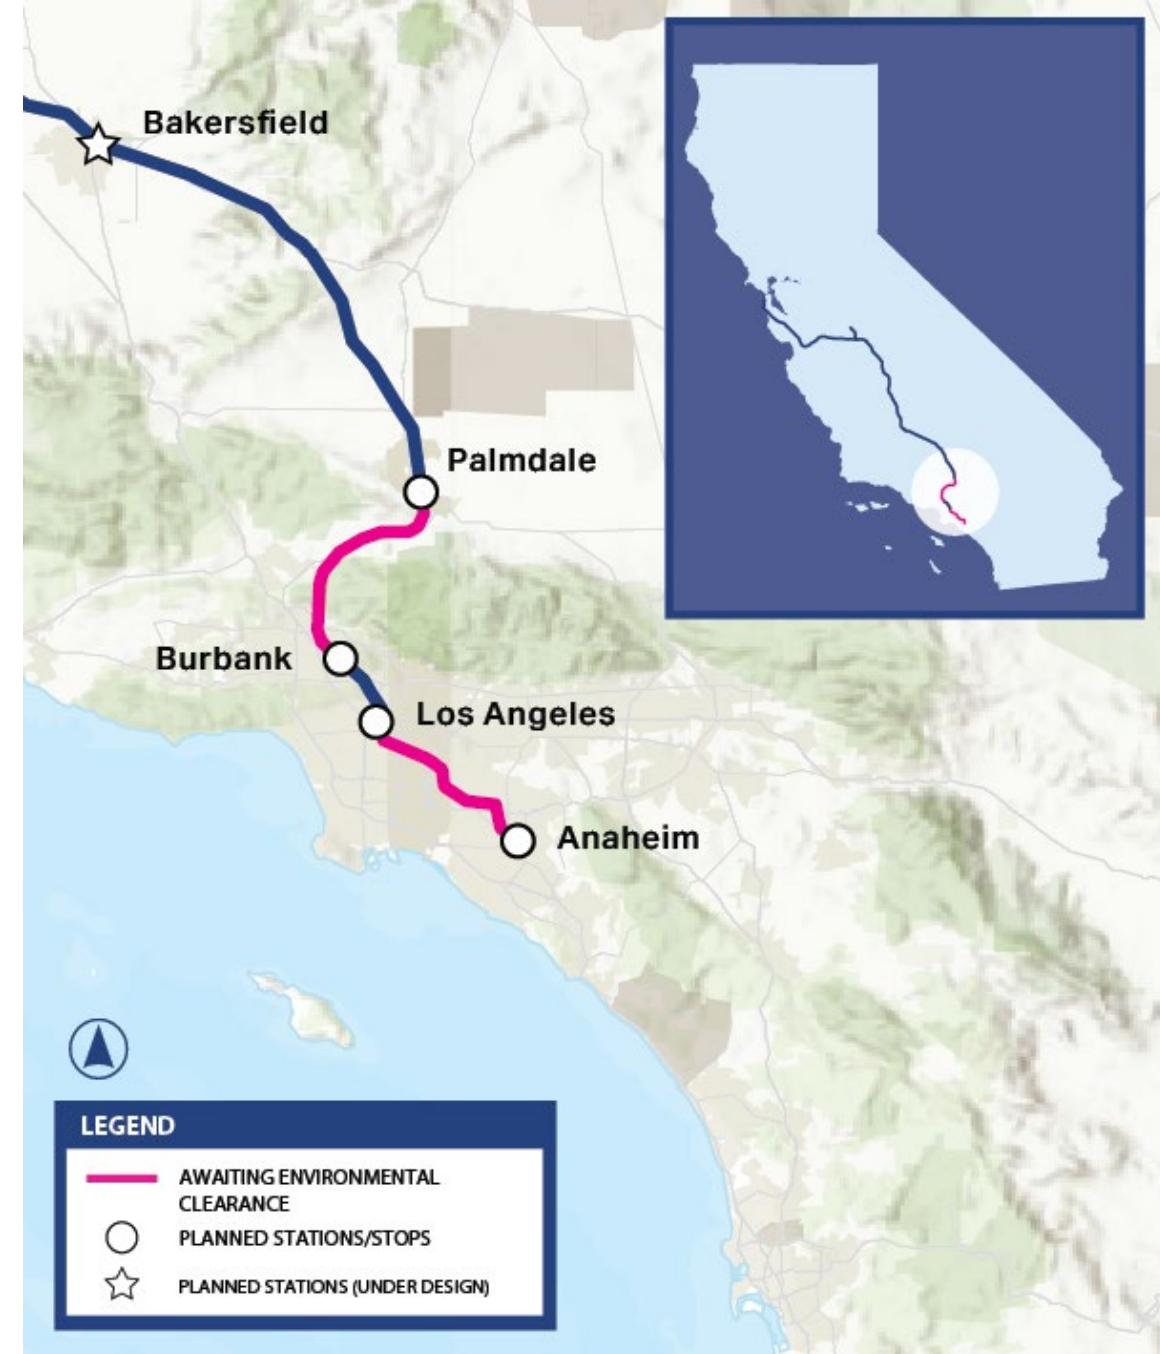 Bakersfield
Palmdale
Burbank
Los Angeles
Anaheim
LEGEND
AWAITING ENVIRONMENTAL
CLEARANCE
PLANNED STATIONS/STOPS
PLANNED STATIONS (UNDER DESIGN)